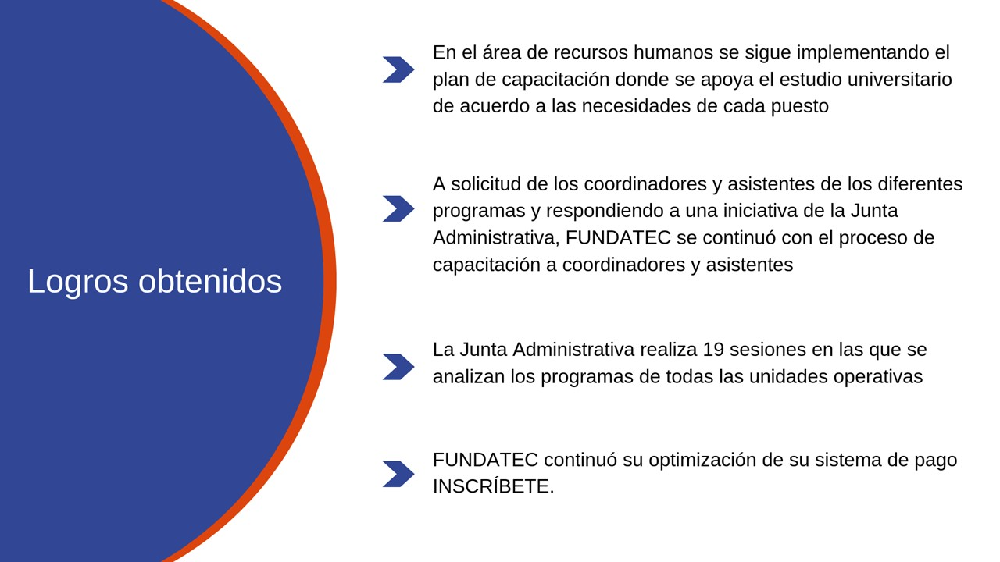 Logros obtenidos
En el área de recursos humanos se sigue implementando el
plan de capacitación donde se apoya el estudio universitario
de acuerdo a las necesidades de cada puesto
A solicitud de los coordinadores y asistentes de los diferentes
programas y respondiendo a una iniciativa de la Junta
Administrativa, FUNDATEC se continuó con el proceso de
capacitación a coordinadores y asistentes
La Junta Administrativa realiza 19 sesiones en las que se
analizan los programas de todas las unidades operativas
FUNDATEC continuó su optimización de su sistema de pago
INSCRÍBETE.